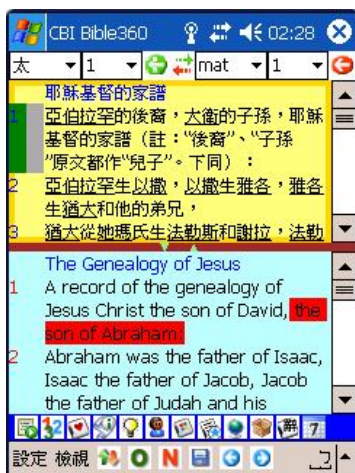 CBI Bible360 02:28
太 1 mat 1
耶穌基督的家譜
1 亞伯拉罕的後裔，大衛的子孫，耶穌
基督的家譜（註：“後裔”、“子孫
”原文都作“兒子”。下同）：
2 亞伯拉罕生以撒，以撒生雅各，雅各
生猶大和他的弟兄，
3 猶大從她瑪氏生法勒斯和謝拉，法勒
The Genealogy of Jesus
1 A record of the genealogy of
Jesus Christ the son of David, the
son of Abraham:
2 Abraham was the father of Isaac,
Isaac the father of Jacob, Jacob
the father of Judah and his
設定 檢視 O N